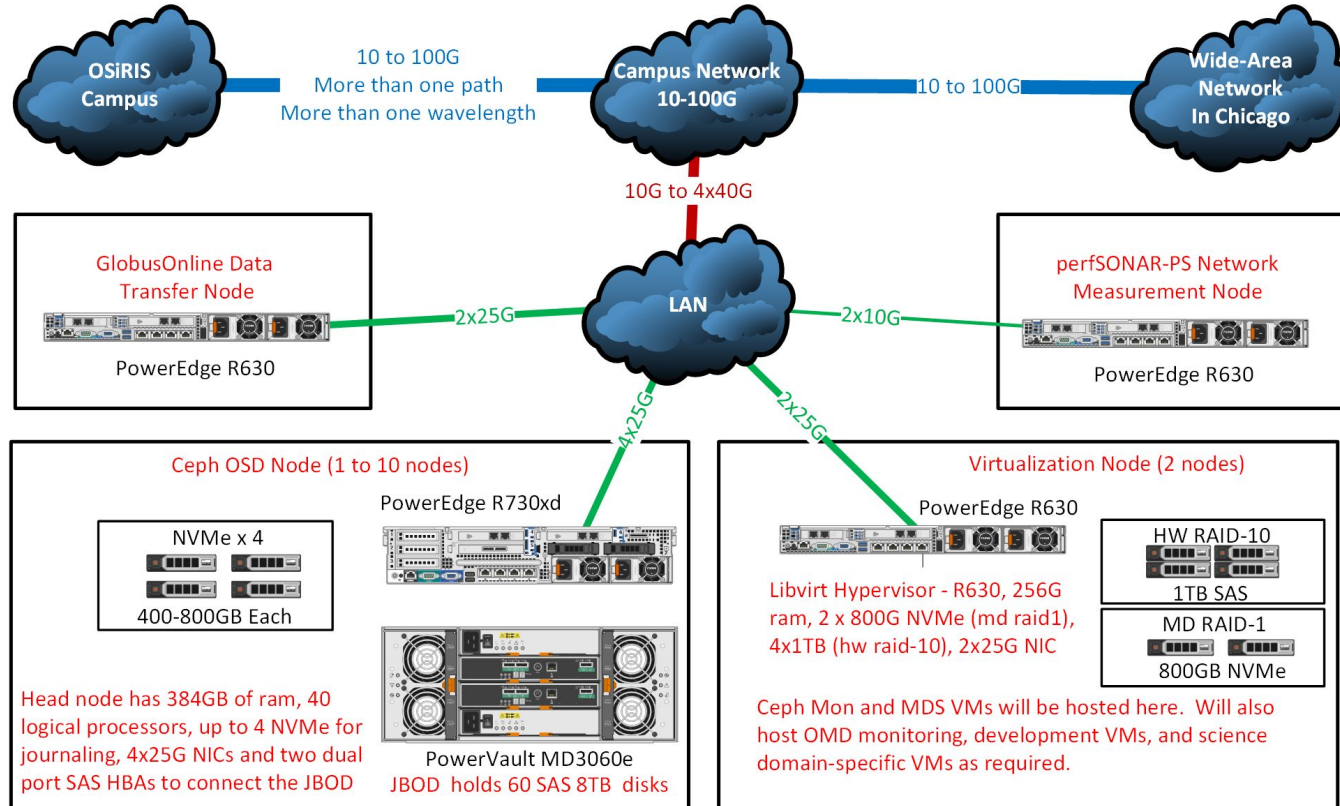 OSiRIS
Campus
10 to 100G
More than one path
More than one wavelength
Campus Network
10-100G
10 to 100G
Wide-Area
Network
In Chicago
10G to 4x40G
GlobusOnline Data
Transfer Node
PowerEdge R630
2x25G
LAN
2x10G
perfSONAR-PS Network
Measurement Node
PowerEdge R630
4x25G
2x25G
Ceph OSD Node (1 to 10 nodes)
PowerEdge R730xd
NVMe x 4
400-800GB Each
Head node has 384GB of ram, 40
logical processors, up to 4 NVMe for
journaling, 4x25G NICs and two dual
port SAS HBAs to connect the JBOD
PowerVault MD3060e
JBOD holds 60 SAS 8TB disks
Virtualization Node (2 nodes)
PowerEdge R630
HW RAID-10
1TB SAS
MD RAID-1
800GB NVMe
Libvirt Hypervisor - R630, 256G
ram, 2 x 800G NVMe (md raid1),
4x1TB (hw raid-10), 2x25G NIC
Ceph Mon and MDS VMs will be hosted here. Will also
host OMD monitoring, development VMs, and science
domain-specific VMs as required.